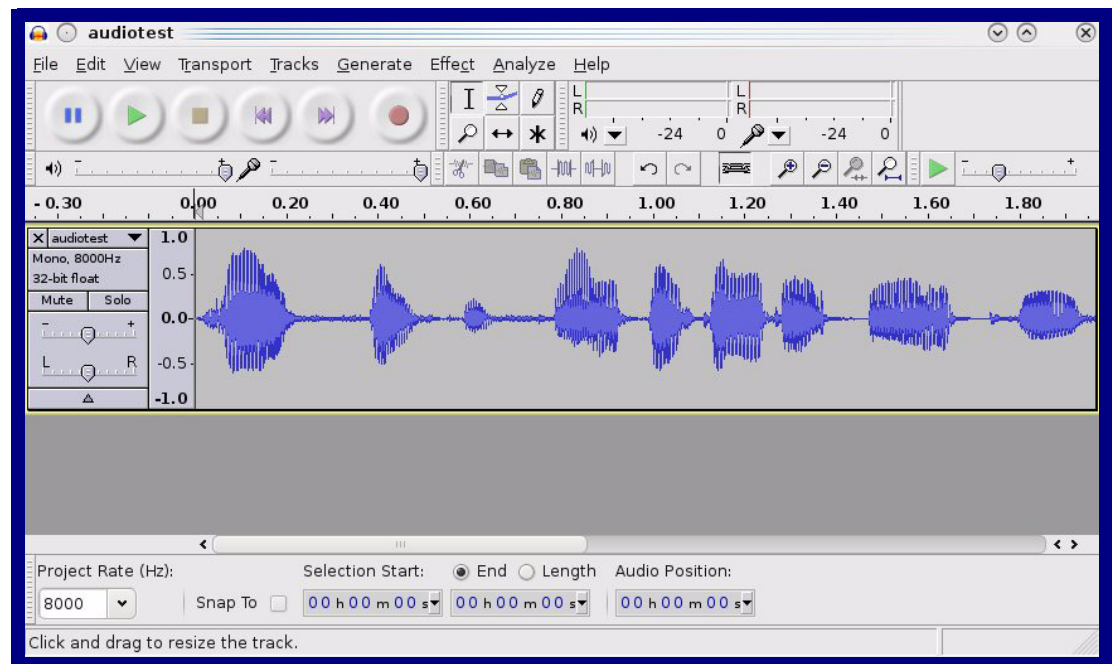 audiotest
File Edit View Transport Tracks Generate Effect Analyze Help
L L
R R
-24 0 -24 0
- + - + - +
- 0.30 0.00 0.20 0.40 0.60 0.80 1.00 1.20 1.40 1.60 1.80
X audiotest 1.0
Mono, 8000Hz
32-bit float 0.5
Mute Solo
- + 0.0
L R -0.5
-1.0
Project Rate (Hz): Selection Start: End Length Audio Position:
8000 Snap To 00 h 00 m 00 s 00 h 00 m 00 s 00 h 00 m 00 s
Click and drag to resize the track.